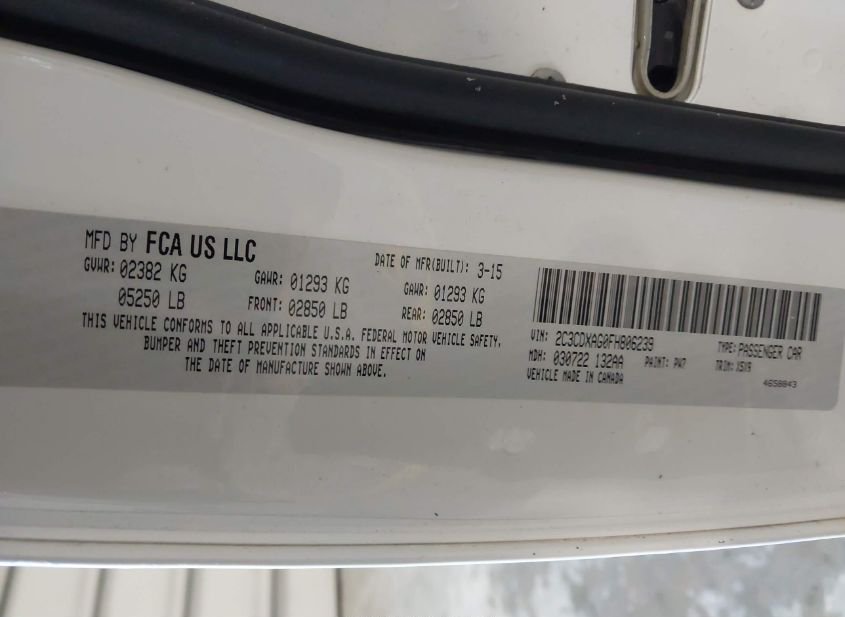 MFD BY FCA US LLC
DATE OF MFR(BUILT): 3-15
GVWR: 02382 KG
GAWR: 01293 KG
GAWR: 01293 KG
05250 LB
FRONT: 02850 LB
REAR: 02850 LB
THIS VEHICLE CONFORMS TO ALL APPLICABLE U.S.A. FEDERAL MOTOR VEHICLE SAFETY,
BUMPER AND THEFT PREVENTION STANDARDS IN EFFECT ON
THE DATE OF MANUFACTURE SHOWN ABOVE.
VIN: 2C3CDXAG0FH806239
TYPE: PASSENGER CAR
MDH: 030722 132AA
PAINT: PW7
TRIM: X5X9
VEHICLE MADE IN CANADA
4658843